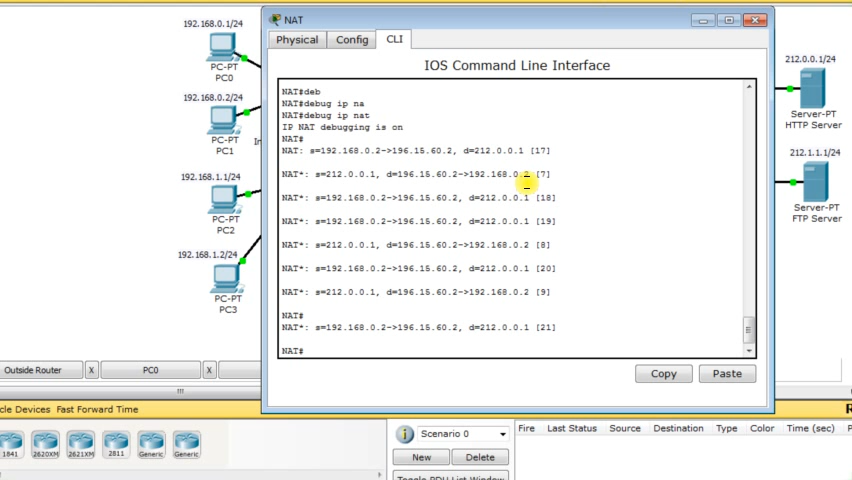 NAT
Physical
Config
CLI
IOS Command Line Interface
NAT#deb
NAT#debug ip na
NAT#debug ip nat
IP NAT debugging is on
NAT#
NAT: s=192.168.0.2->196.15.60.2, d=212.0.0.1 [17]
NAT*: s=212.0.0.1, d=196.15.60.2->192.168.0.2 [7]
NAT*: s=192.168.0.2->196.15.60.2, d=212.0.0.1 [18]
NAT*: s=192.168.0.2->196.15.60.2, d=212.0.0.1 [19]
NAT*: s=212.0.0.1, d=196.15.60.2->192.168.0.2 [8]
NAT*: s=192.168.0.2->196.15.60.2, d=212.0.0.1 [20]
NAT*: s=212.0.0.1, d=196.15.60.2->192.168.0.2 [9]
NAT#
NAT*: s=192.168.0.2->196.15.60.2, d=212.0.0.1 [21]
NAT#
Copy
Paste
192.168.0.1/24
PC-PT
PC0
192.168.0.2/24
PC-PT
PC1
In
192.168.1.1/24
PC-PT
PC2
192.168.1.2/24
PC-PT
PC3
212.0.0.1/24
Server-PT
HTTP Server
212.1.1.1/24
Server-PT
FTP Server
Outside Router
X
PC0
X
cle Devices Fast Forward Time
R
1841
2620XM
2621XM
2811
Generic
Generic
Scenario 0
New
Delete
Toggle PDU List Window
Fire
Last Status
Source
Destination
Type
Color
Time (sec)
P